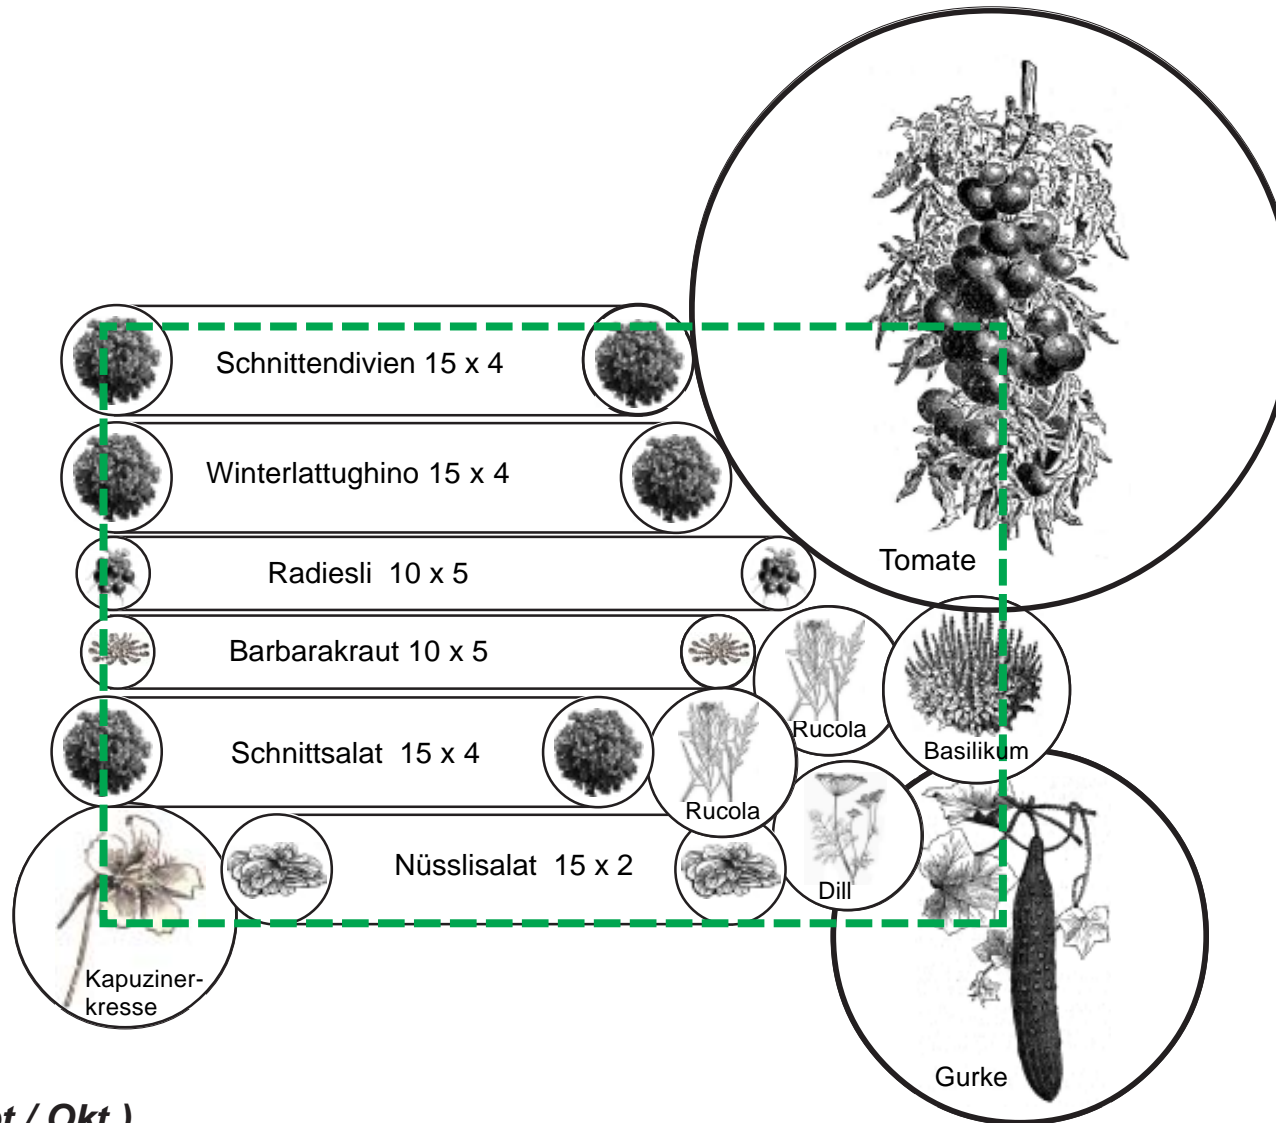 Schnittendivien 15 x 4
Winterlattughino 15 x 4
Tomate
Radiesli 10 x 5
Barbarakraut 10 x 5
Rucola
Basilikum
Schnittsalat 15 x 4
Rucola
Nüsslisalat 15 x 2
Dill
Kapuziner-
kresse
Gurke
/ Okt.)